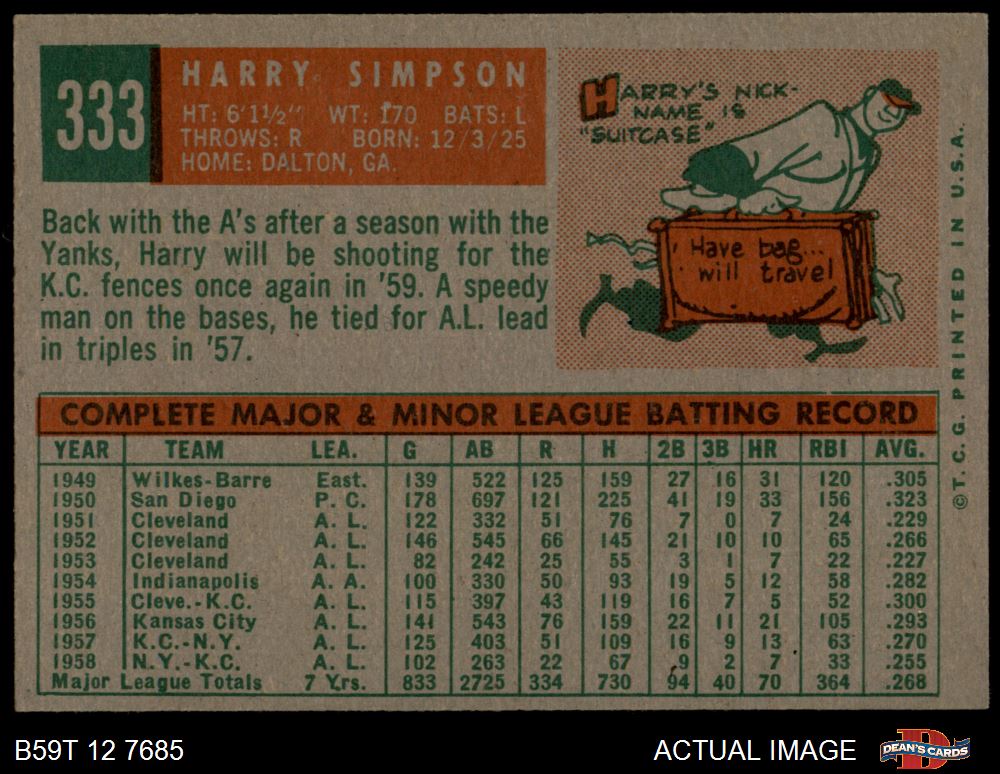 333
HARRY SIMPSON
HT: 6'1½" WT: 170 BATS: L
THROWS: R BORN: 12/3/25
HOME: DALTON, GA.
Back with the A's after a season with the
Yanks, Harry will be shooting for the
K.C. fences once again in '59. A speedy
man on the bases, he tied for A.L. lead
in triples in '57.
HARRY'S NICK-
NAME IS
"SUITCASE"
Have bag...
will travel
© T. C. G. PRINTED IN U.S.A.
COMPLETE MAJOR & MINOR LEAGUE BATTING RECORD
YEAR TEAM LEA. G AB R H 2B 3B HR RBI AVG.
1949 Wilkes-Barre East. 139 522 125 159 27 16 31 120 .305
1950 San Diego P. C. 178 697 121 225 41 19 33 156 .323
1951 Cleveland A. L. 122 332 51 76 7 0 7 24 .229
1952 Cleveland A. L. 146 545 66 145 21 10 10 65 .266
1953 Cleveland A. L. 82 242 25 55 3 1 7 22 .227
1954 Indianapolis A. A. 100 330 50 93 19 5 12 58 .282
1955 Cleve.-K.C. A. L. 115 397 43 119 16 7 5 52 .300
1956 Kansas City A. L. 141 543 76 159 22 11 21 105 .293
1957 K.C.-N.Y. A. L. 125 403 51 109 16 9 13 63 .270
1958 N.Y.-K.C. A. L. 102 263 22 67 9 2 7 33 .255
Major League Totals 7 Yrs. 833 2725 334 730 94 40 70 364 .268
B59T 12 7685
ACTUAL IMAGE
DEAN'S CARDS